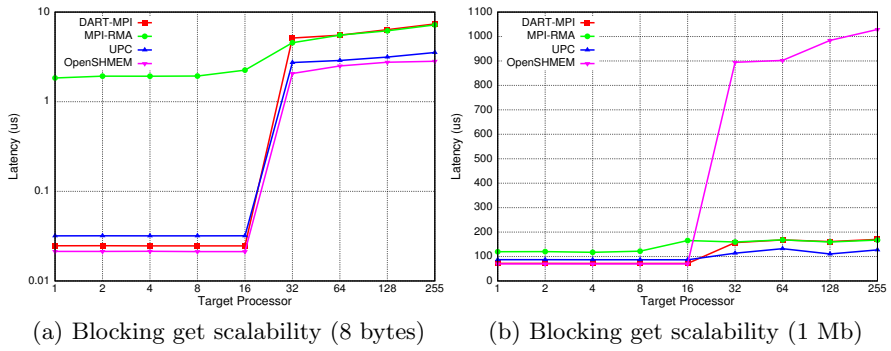 DART-MPI
MPI-RMA
UPC
OpenSHMEM
Latency (us)
10
1
0.1
0.01
1 2 4 8 16 32 64 128 255
Target Processor
(a) Blocking get scalability (8 bytes)
DART-MPI
MPI-RMA
UPC
OpenSHMEM
Latency (us)
1100
1000
900
800
700
600
500
400
300
200
100
0
1 2 4 8 16 32 64 128 255
Target Processor
(b) Blocking get scalability (1 Mb)